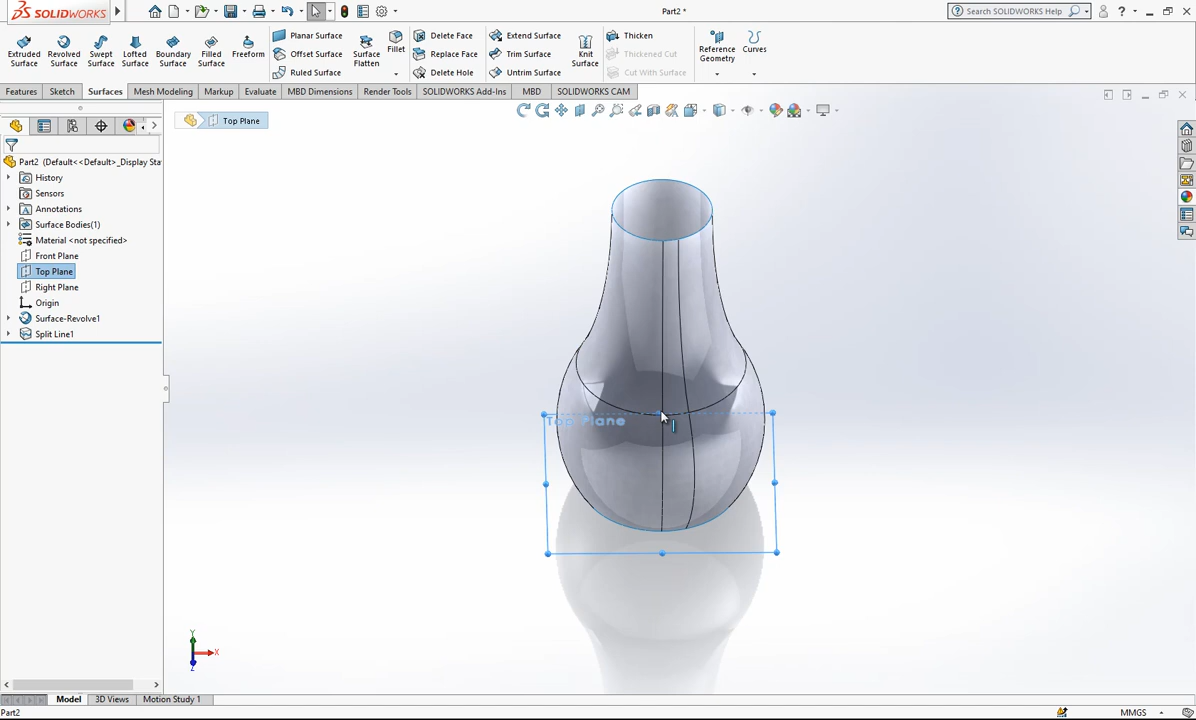 SOLIDWORKS
Part2 *
Search SOLIDWORKS Help
Extruded Surface
Revolved Surface
Swept Surface
Lofted Surface
Boundary Surface
Filled Surface
Freeform
Planar Surface
Offset Surface
Ruled Surface
Surface Flatten
Fillet
Delete Face
Replace Face
Delete Hole
Extend Surface
Trim Surface
Untrim Surface
Knit Surface
Thicken
Thickened Cut
Cut With Surface
Reference Geometry
Curves
Features
Sketch
Surfaces
Mesh Modeling
Markup
Evaluate
MBD Dimensions
Render Tools
SOLIDWORKS Add-Ins
MBD
SOLIDWORKS CAM
Top Plane
Part2 (Default<<Default>_Display Sta
History
Sensors
Annotations
Surface Bodies(1)
Material <not specified>
Front Plane
Top Plane
Right Plane
Origin
Surface-Revolve1
Split Line1
Top Plane
Y
X
Z
Model
3D Views
Motion Study 1
Part2
MMGS